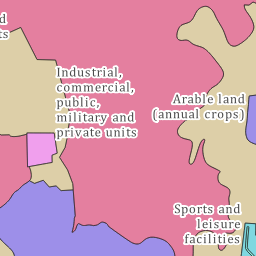 Industrial,
commercial,
public,
military and
private units
Arable land
(annual crops)
Sports and
leisure
facilities